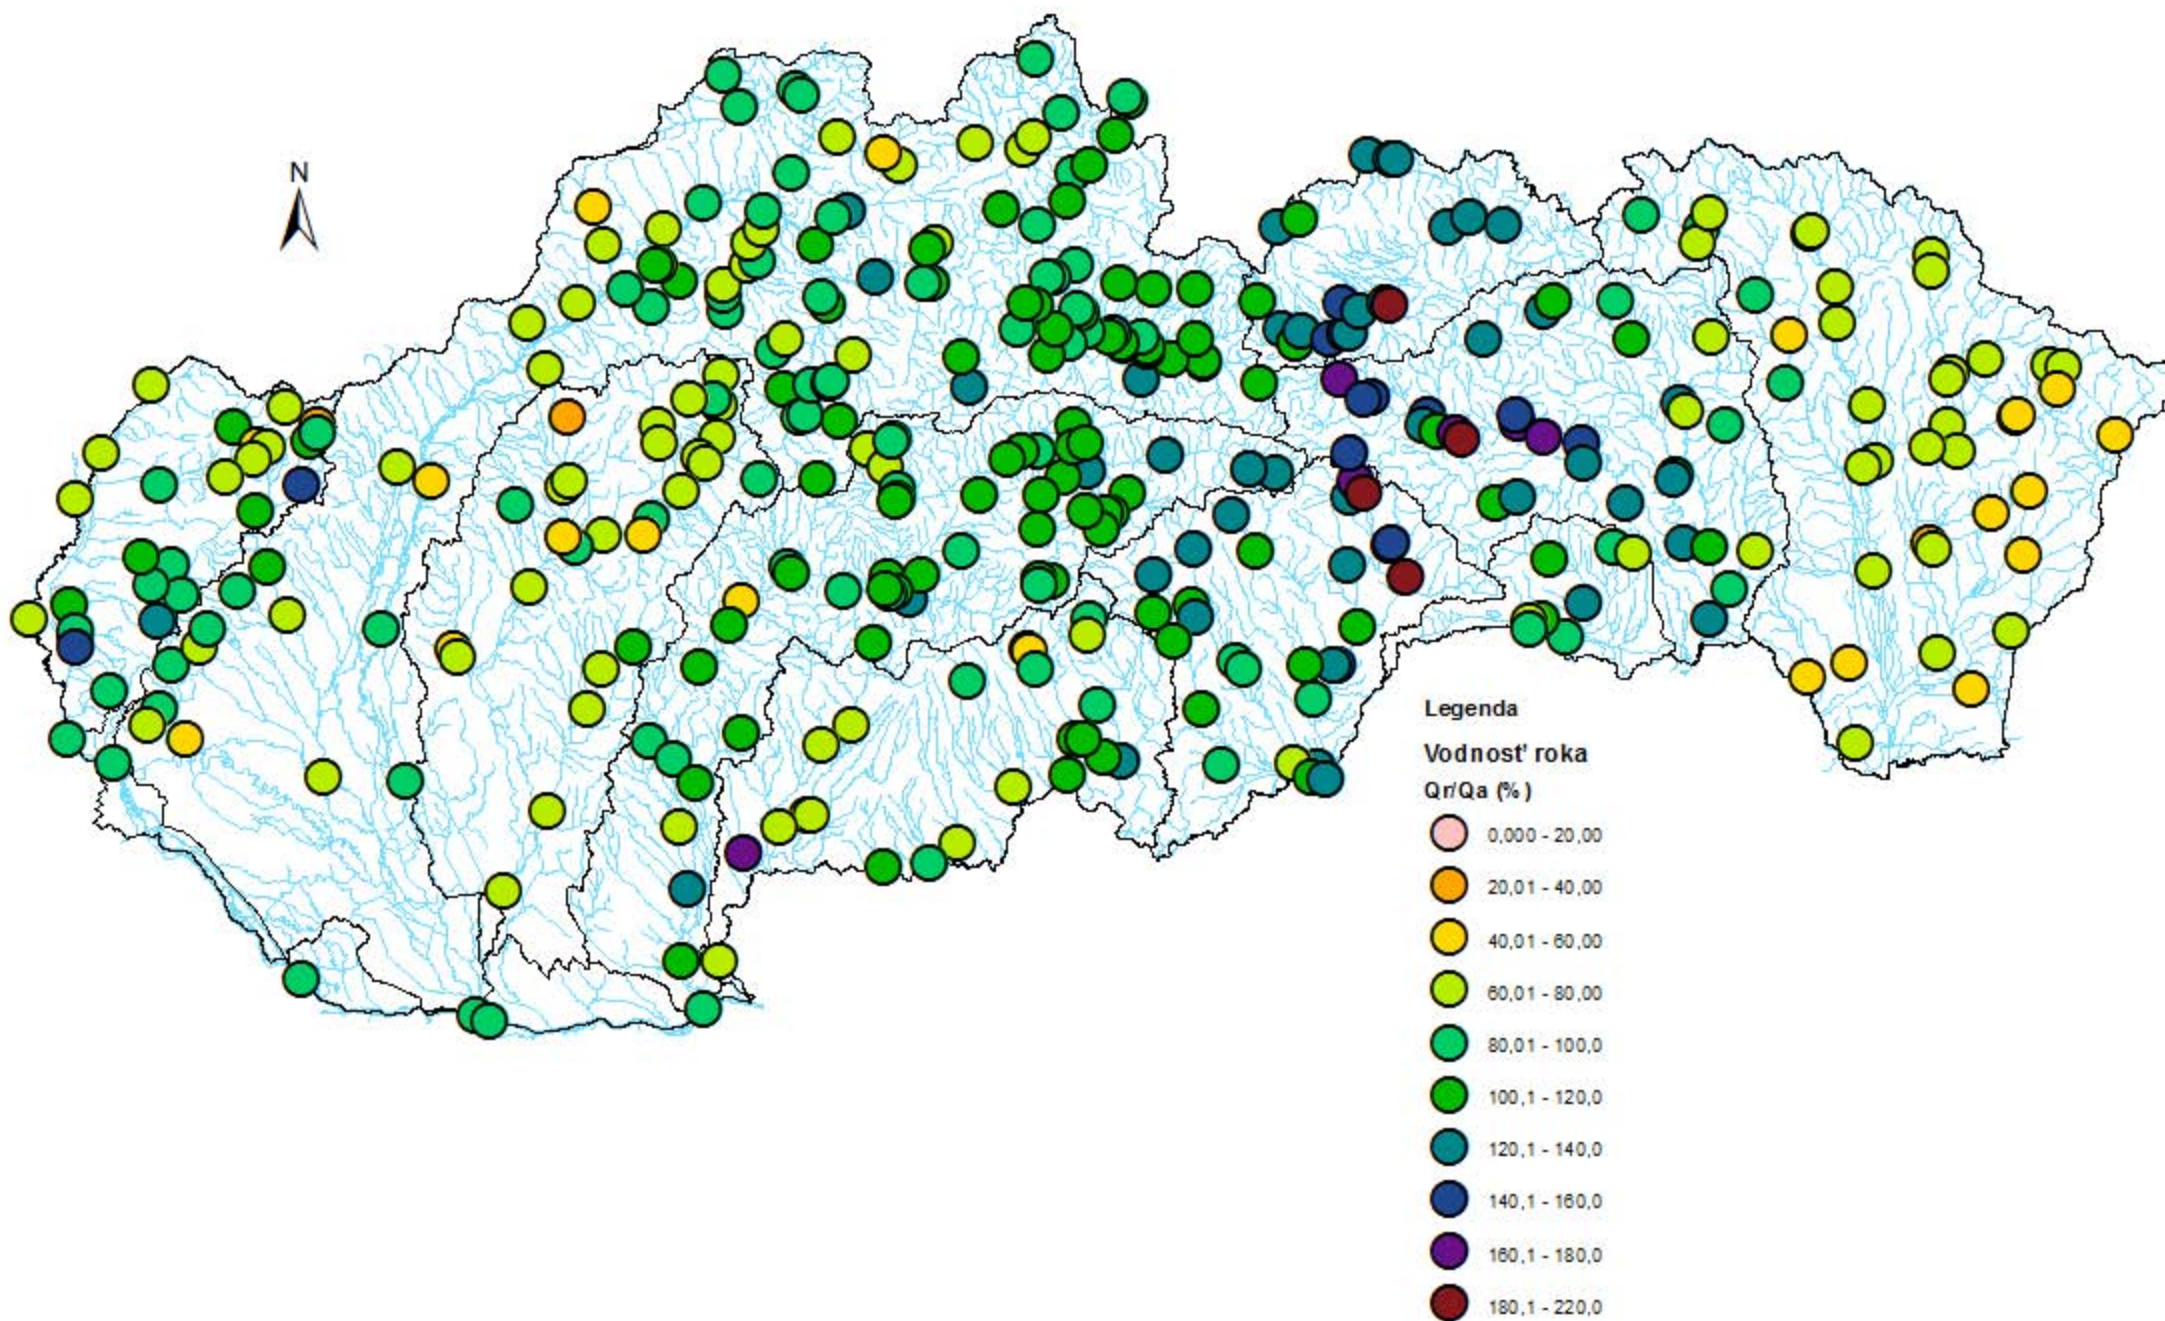 N
Legenda
Vodnosť roka
Qr/Qa (%)
0,000 - 20,00
20,01 - 40,00
40,01 - 60,00
60,01 - 80,00
80,01 - 100,0
100,1 - 120,0
120,1 - 140,0
140,1 - 160,0
160,1 - 180,0
180,1 - 220,0